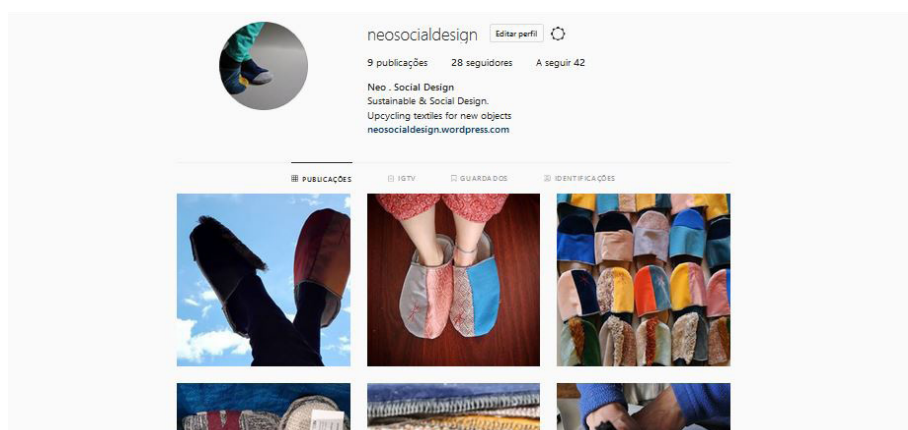 neosocialdesign Editar perfil
9 publicações 28 seguidores A seguir 42
Neo . Social Design
Sustainable & Social Design.
Upcycling textiles for new objects
neosocialdesign.wordpress.com
PUBLICAÇÕES IGTV GUARDADOS IDENTIFICAÇÕES